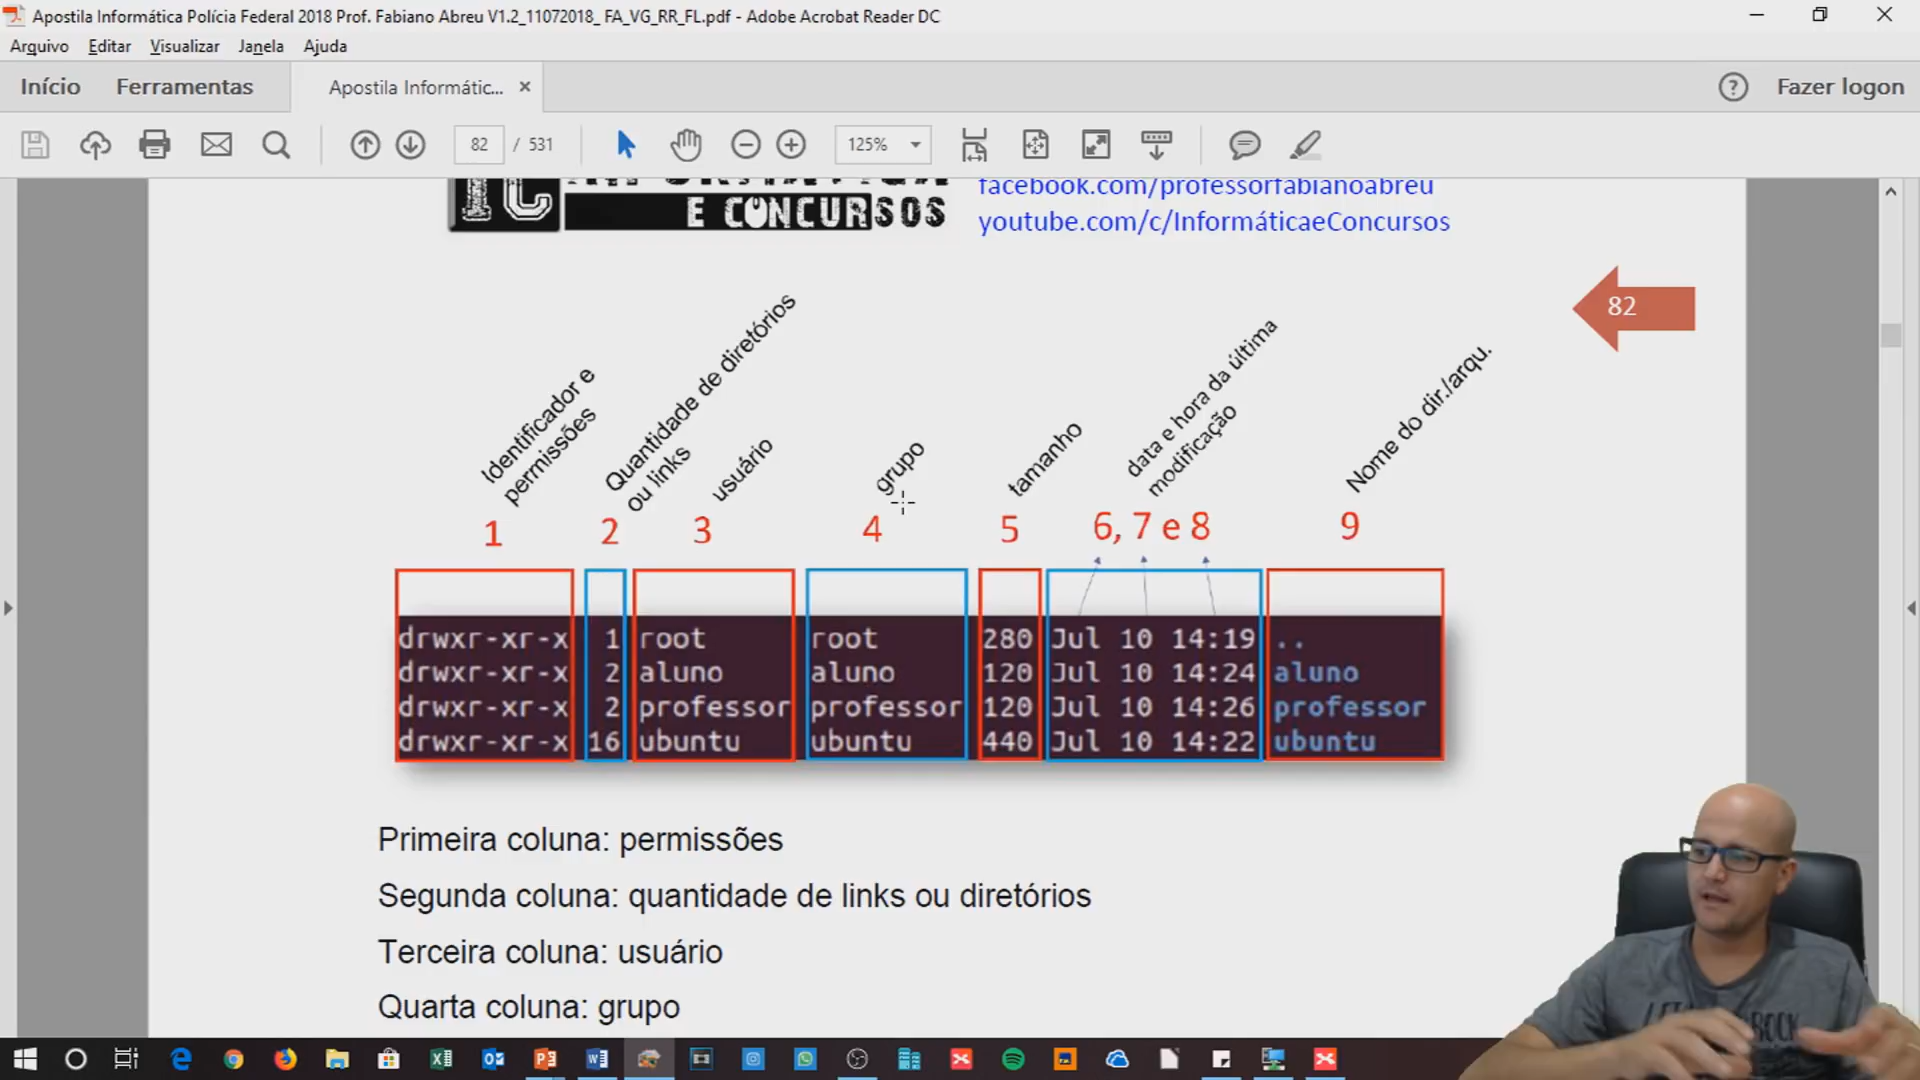 Apostila Informática Polícia Federal 2018 Prof. Fabiano Abreu V1.2_11072018_ FA_VG_RR_FL.pdf - Adobe Acrobat Reader DC
Arquivo Editar Visualizar Janela Ajuda
Início Ferramentas Apostila Informátic... × ? Fazer logon
82 / 531 125%
E CONCURSOS
facebook.com/professorfabianoabreu
youtube.com/c/InformáticaeConcursos
82
Identificador e
permissões
Quantidade de diretórios
ou links
usuário
grupo
tamanho
data e hora da última
modificação
Nome do dir./arqu.
1 2 3 4 5 6, 7 e 8 9
drwxr-xr-x 1 root root 280 Jul 10 14:19 ..
drwxr-xr-x 2 aluno aluno 120 Jul 10 14:24 aluno
drwxr-xr-x 2 professor professor 120 Jul 10 14:26 professor
drwxr-xr-x 16 ubuntu ubuntu 440 Jul 10 14:22 ubuntu
Primeira coluna: permissões
Segunda coluna: quantidade de links ou diretórios
Terceira coluna: usuário
Quarta coluna: grupo